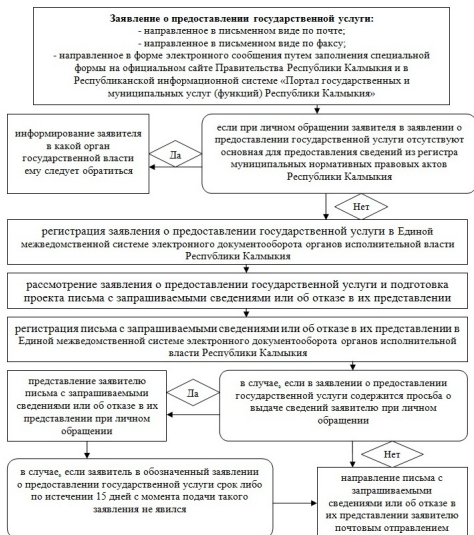 Заявление о предоставлении государственной услуги:
- направленное в письменном виде по почте;
- направленное в письменном виде по факсу;
- направленное в форме электронного сообщения путем заполнения специальной
формы на официальном сайте Правительства Республики Калмыкия и в
Республиканской информационной системе «Портал государственных и
муниципальных услуг (функций) Республики Калмыкия»
информирование заявителя
в какой орган
государственной власти
ему следует обратиться
Да
если при личном обращении заявителя в заявлении о
предоставлении государственной услуги отсутствуют
основная для предоставления сведений из регистра
муниципальных нормативных правовых актов
Республики Калмыкия
Нет
регистрация заявления о предоставлении государственной услуги в Единой
межведомственной системе электронного документооборота органов исполнительной власти
Республики Калмыкия
рассмотрение заявления о предоставлении государственной услуги и подготовка
проекта письма с запрашиваемыми сведениями или об отказе в их представлении
регистрация письма с запрашиваемыми сведениями или об отказе в их представлении в
Единой межведомственной системе электронного документооборота органов исполнительной
власти Республики Калмыкия
представление заявителю
письма с запрашиваемыми
сведениями или об отказе в их
представлении при личном
обращении
Да
в случае, если в заявлении о предоставлении
государственной услуги содержится просьба о
выдаче сведений заявителю при личном
обращении
Нет
в случае, если заявитель в обозначенный заявлении
о предоставлении государственной услуги срок либо
по истечении 15 дней с момента подачи такого
заявления не явился
направление письма с
запрашиваемыми
сведениями или об отказе в
их представлении заявителю
почтовым отправлением